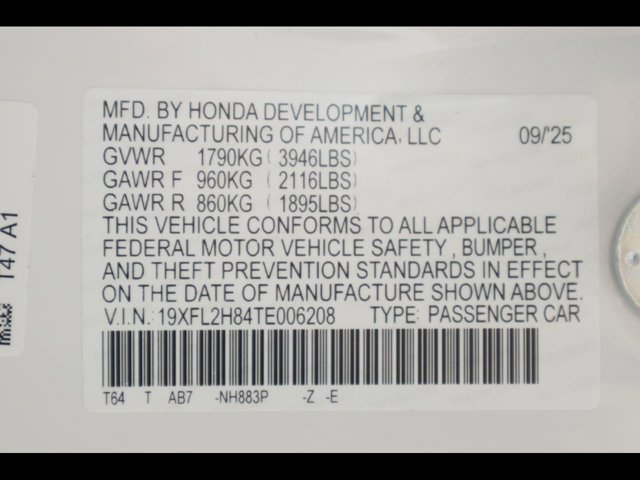 MFD. BY HONDA DEVELOPMENT &
MANUFACTURING OF AMERICA, LLC 09/'25
GVWR 1790KG ( 3946LBS)
GAWR F 960KG ( 2116LBS)
GAWR R 860KG ( 1895LBS)
THIS VEHICLE CONFORMS TO ALL APPLICABLE
FEDERAL MOTOR VEHICLE SAFETY , BUMPER,
AND THEFT PREVENTION STANDARDS IN EFFECT
ON THE DATE OF MANUFACTURE SHOWN ABOVE.
V.I.N.: 19XFL2H84TE006208 TYPE: PASSENGER CAR
T64 T AB7 -NH883P -Z -E
T47 A1